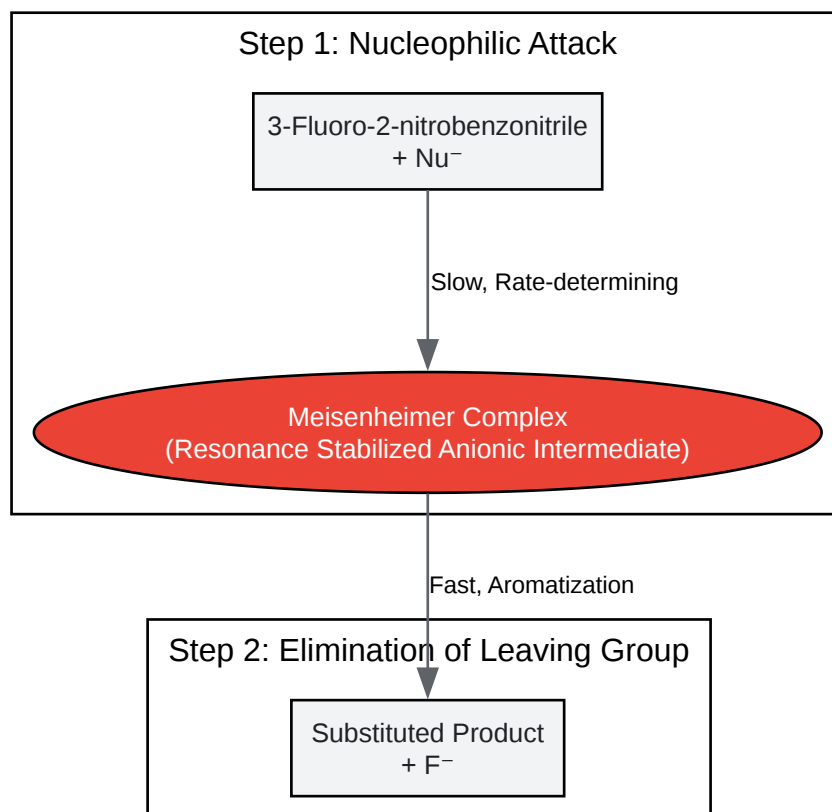 Step 1: Nucleophilic Attack
3-Fluoro-2-nitrobenzonitrile
+ Nu⁻
Slow, Rate-determining
Meisenheimer Complex
(Resonance Stabilized Anionic Intermediate)
Fast, Aromatization
Step 2: Elimination of Leaving Group
Substituted Product
+ F⁻